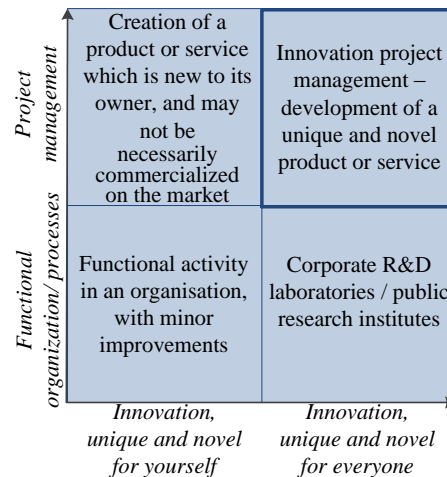 Project
management
Creation of a
product or service
which is new to its
owner, and may
not be
necessarily
commercialized
on the market
Innovation project
management –
development of a
unique and novel
product or service
Functional
organization/ processes
Functional activity
in an organisation,
with minor
improvements
Corporate R&D
laboratories / public
research institutes
Innovation,
unique and novel
for yourself
Innovation,
unique and novel
for everyone